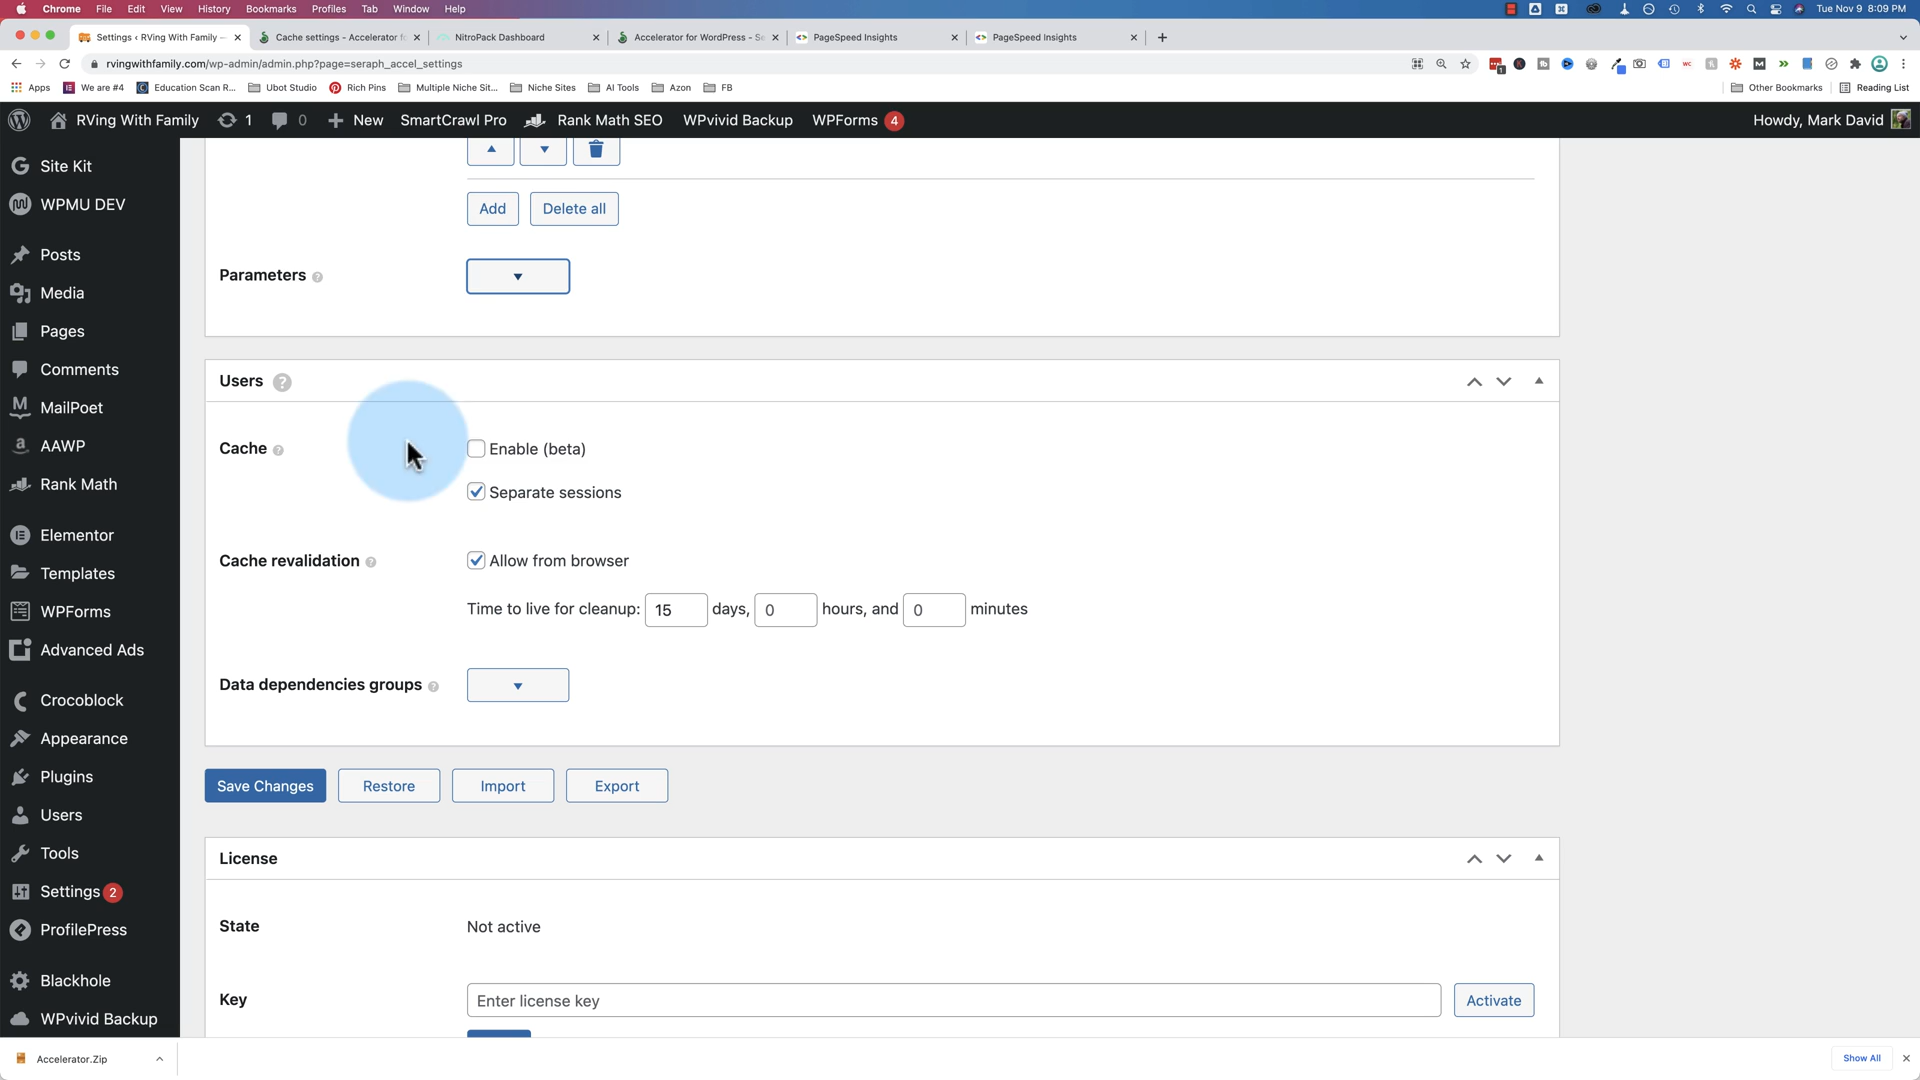 Chrome File Edit View History Bookmarks Profiles Tab Window Help Tue Nov 9 8:09 PM
Settings ‹ RVing With Family — Cache settings - Accelerator f NitroPack Dashboard Accelerator for WordPress - Se PageSpeed Insights PageSpeed Insights
rvingwithfamily.com/wp-admin/admin.php?page=seraph_accel_settings
Apps We are #4 Education Scan R... Ubot Studio Rich Pins Multiple Niche Sit... Niche Sites AI Tools Azon FB Other Bookmarks Reading List
RVing With Family 1 0 New SmartCrawl Pro Rank Math SEO WPvivid Backup WPForms 4 Howdy, Mark David
Site Kit
WPMU DEV
Posts
Media
Pages
Comments
MailPoet
AAWP
Rank Math
Elementor
Templates
WPForms
Advanced Ads
Crocoblock
Appearance
Plugins
Users
Tools
Settings 2
ProfilePress
Blackhole
WPvivid Backup
Add Delete all
Parameters ?
Users ?
Cache ? Enable (beta)
Separate sessions
Cache revalidation ? Allow from browser
Time to live for cleanup: 15 days, 0 hours, and 0 minutes
Data dependencies groups ?
Save Changes Restore Import Export
License
State Not active
Key Enter license key Activate
Accelerator.Zip Show All